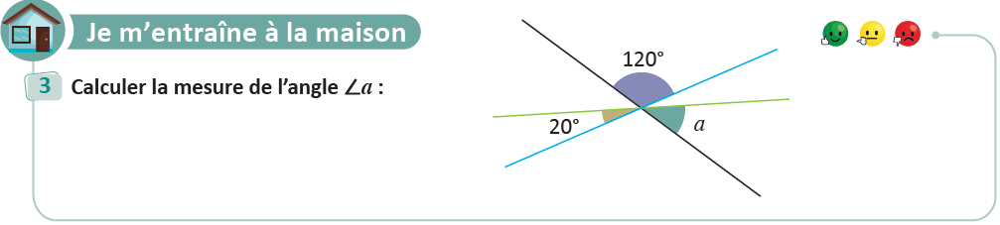 Je m'entraîne à la maison
3 Calculer la mesure de l'angle ∠a :
120°
20°
a